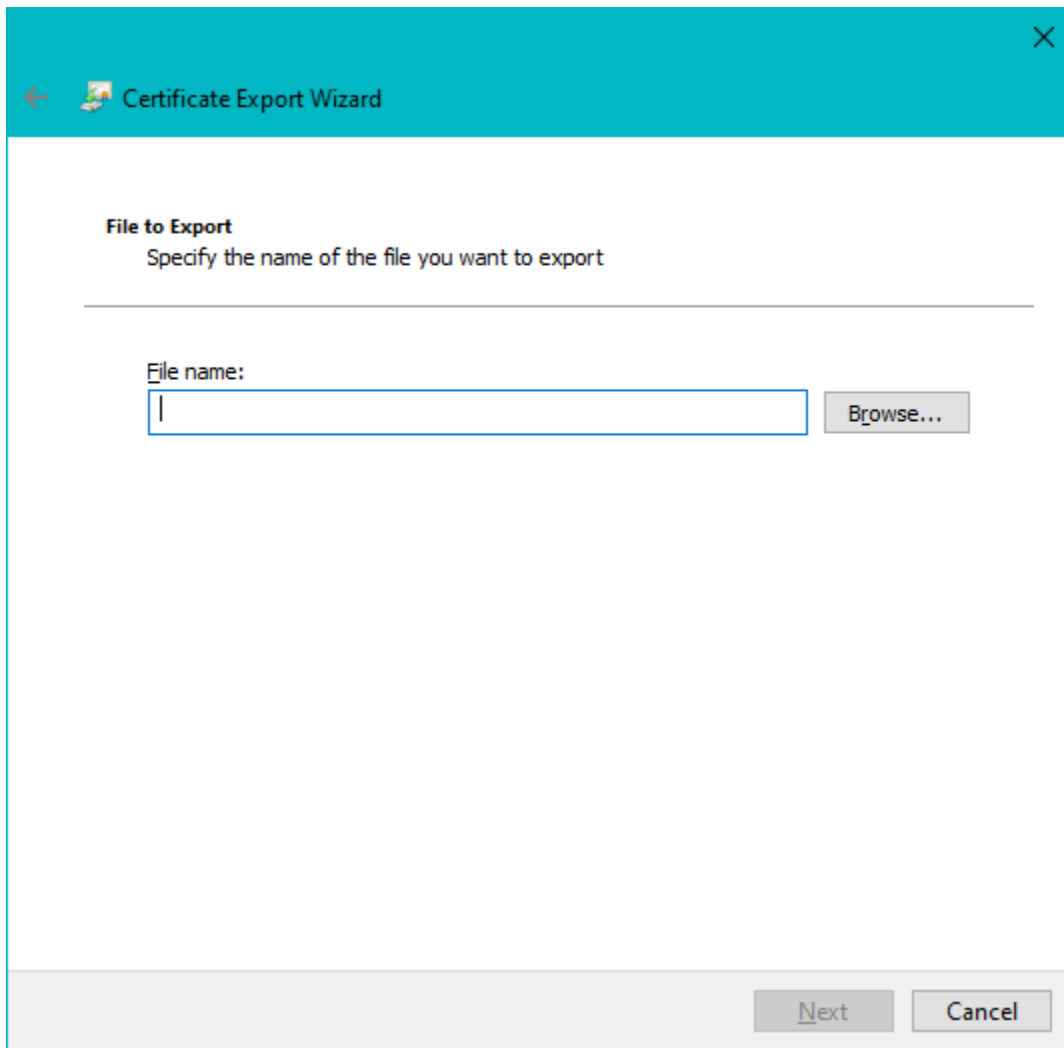 Certificate Export Wizard
File to Export
Specify the name of the file you want to export
File name:
Browse...
Next
Cancel